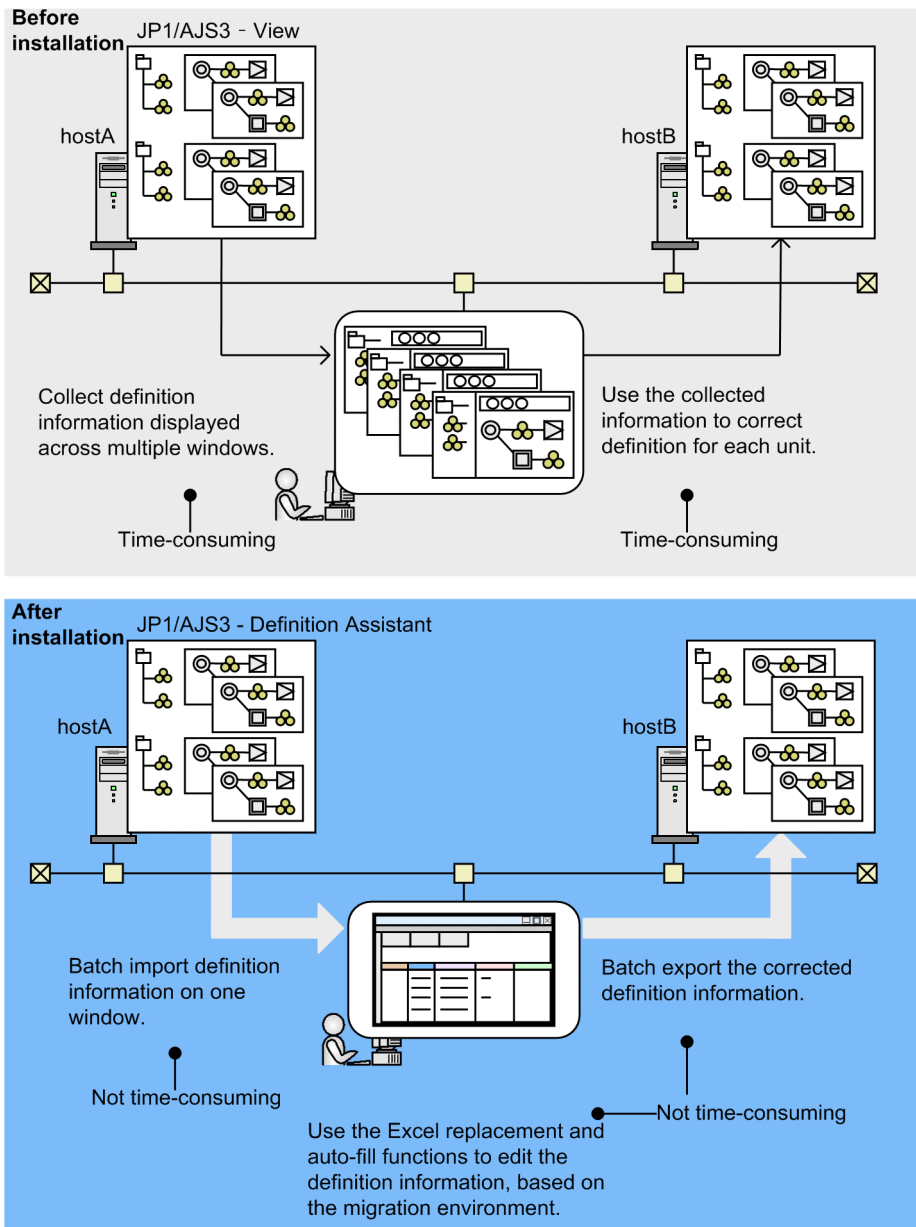 Before
installation
JP1/AJS3 - View
hostA
hostB
Collect definition
information displayed
across multiple windows.
Use the collected
information to correct
definition for each unit.
Time-consuming
Time-consuming
After
installation
JP1/AJS3 - Definition Assistant
hostA
hostB
Batch import definition
information on one
window.
Batch export the corrected
definition information.
Not time-consuming
Not time-consuming
Use the Excel replacement and
auto-fill functions to edit the
definition information, based on
the migration environment.